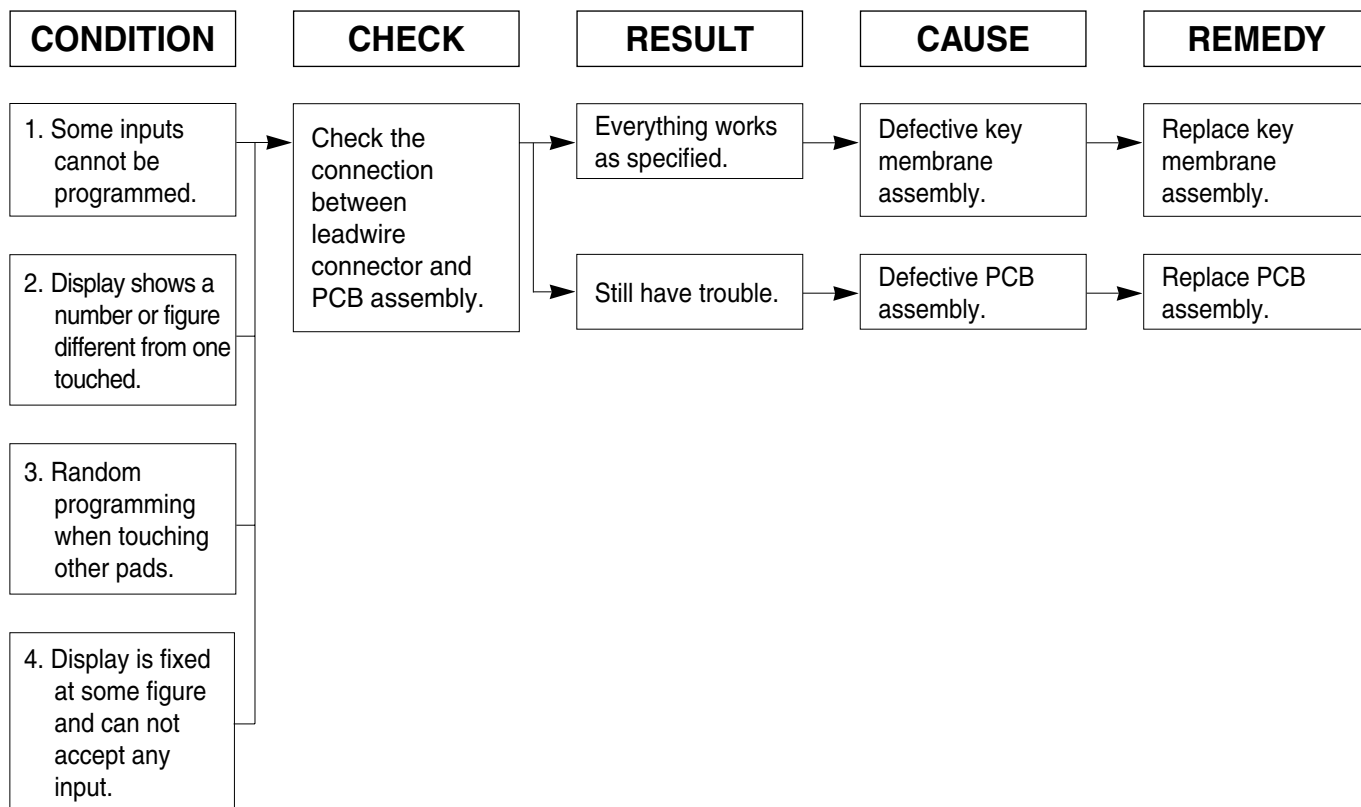 CONDITION
CHECK
RESULT
CAUSE
REMEDY
1. Some inputs
cannot be
programmed.
Check the
connection
between
leadwire
connector and
PCB assembly.
Everything works
as specified.
Defective key
membrane
assembly.
Replace key
membrane
assembly.
2. Display shows a
number or figure
different from one
touched.
Still have trouble.
Defective PCB
assembly.
Replace PCB
assembly.
3. Random
programming
when touching
other pads.
4. Display is fixed
at some figure
and can not
accept any
input.